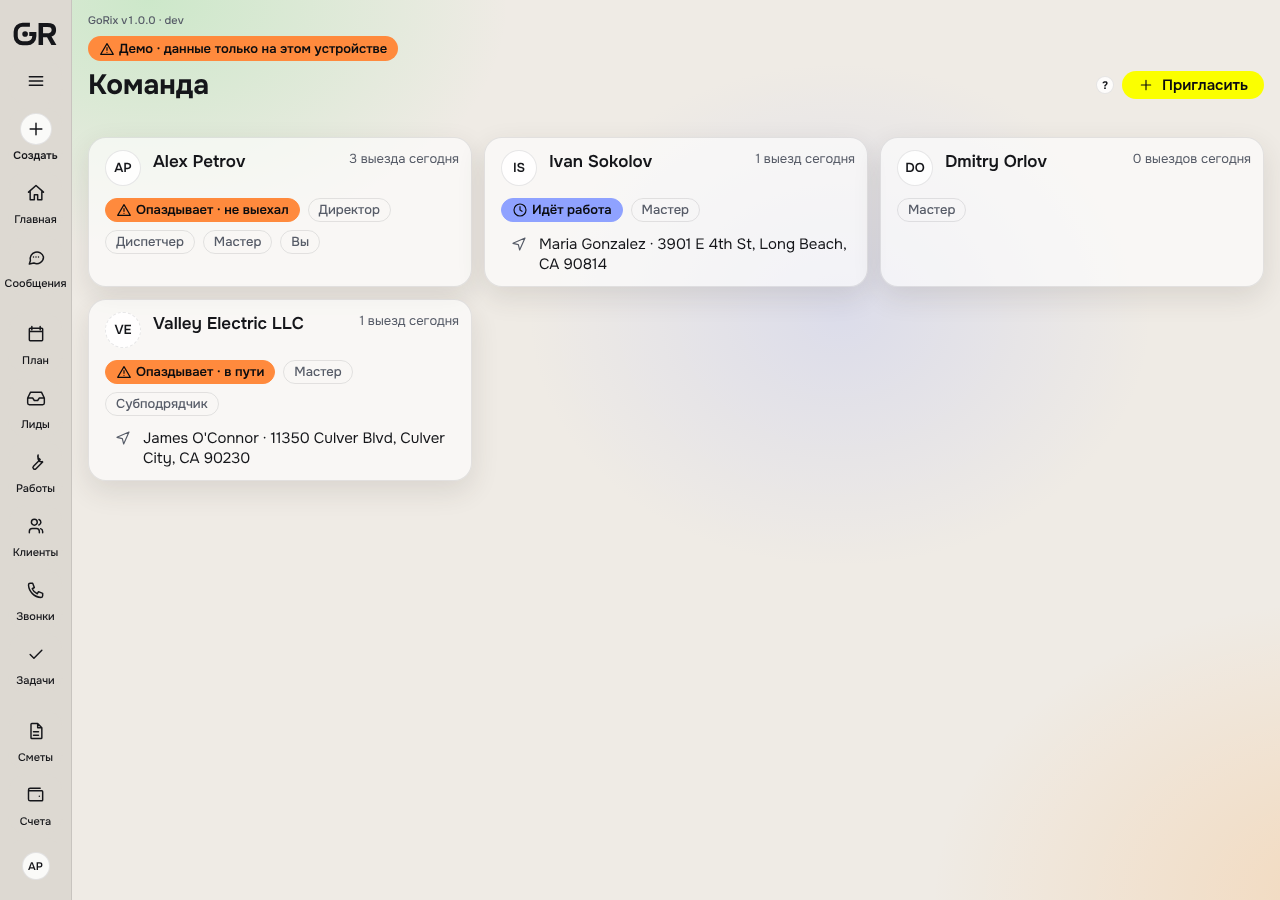 GR
Создать
Главная
Сообщения
План
Лиды
Работы
Клиенты
Звонки
Задачи
Сметы
Счета
AP
GoRix v1.0.0 · dev
Демо · данные только на этом устройстве
Команда
?
Пригласить
AP
Alex Petrov
3 выезда сегодня
Опаздывает · не выехал
Директор
Диспетчер
Мастер
Вы
IS
Ivan Sokolov
1 выезд сегодня
Идёт работа
Мастер
Maria Gonzalez · 3901 E 4th St, Long Beach,
CA 90814
DO
Dmitry Orlov
0 выездов сегодня
Мастер
VE
Valley Electric LLC
1 выезд сегодня
Опаздывает · в пути
Мастер
Субподрядчик
James O'Connor · 11350 Culver Blvd, Culver
City, CA 90230